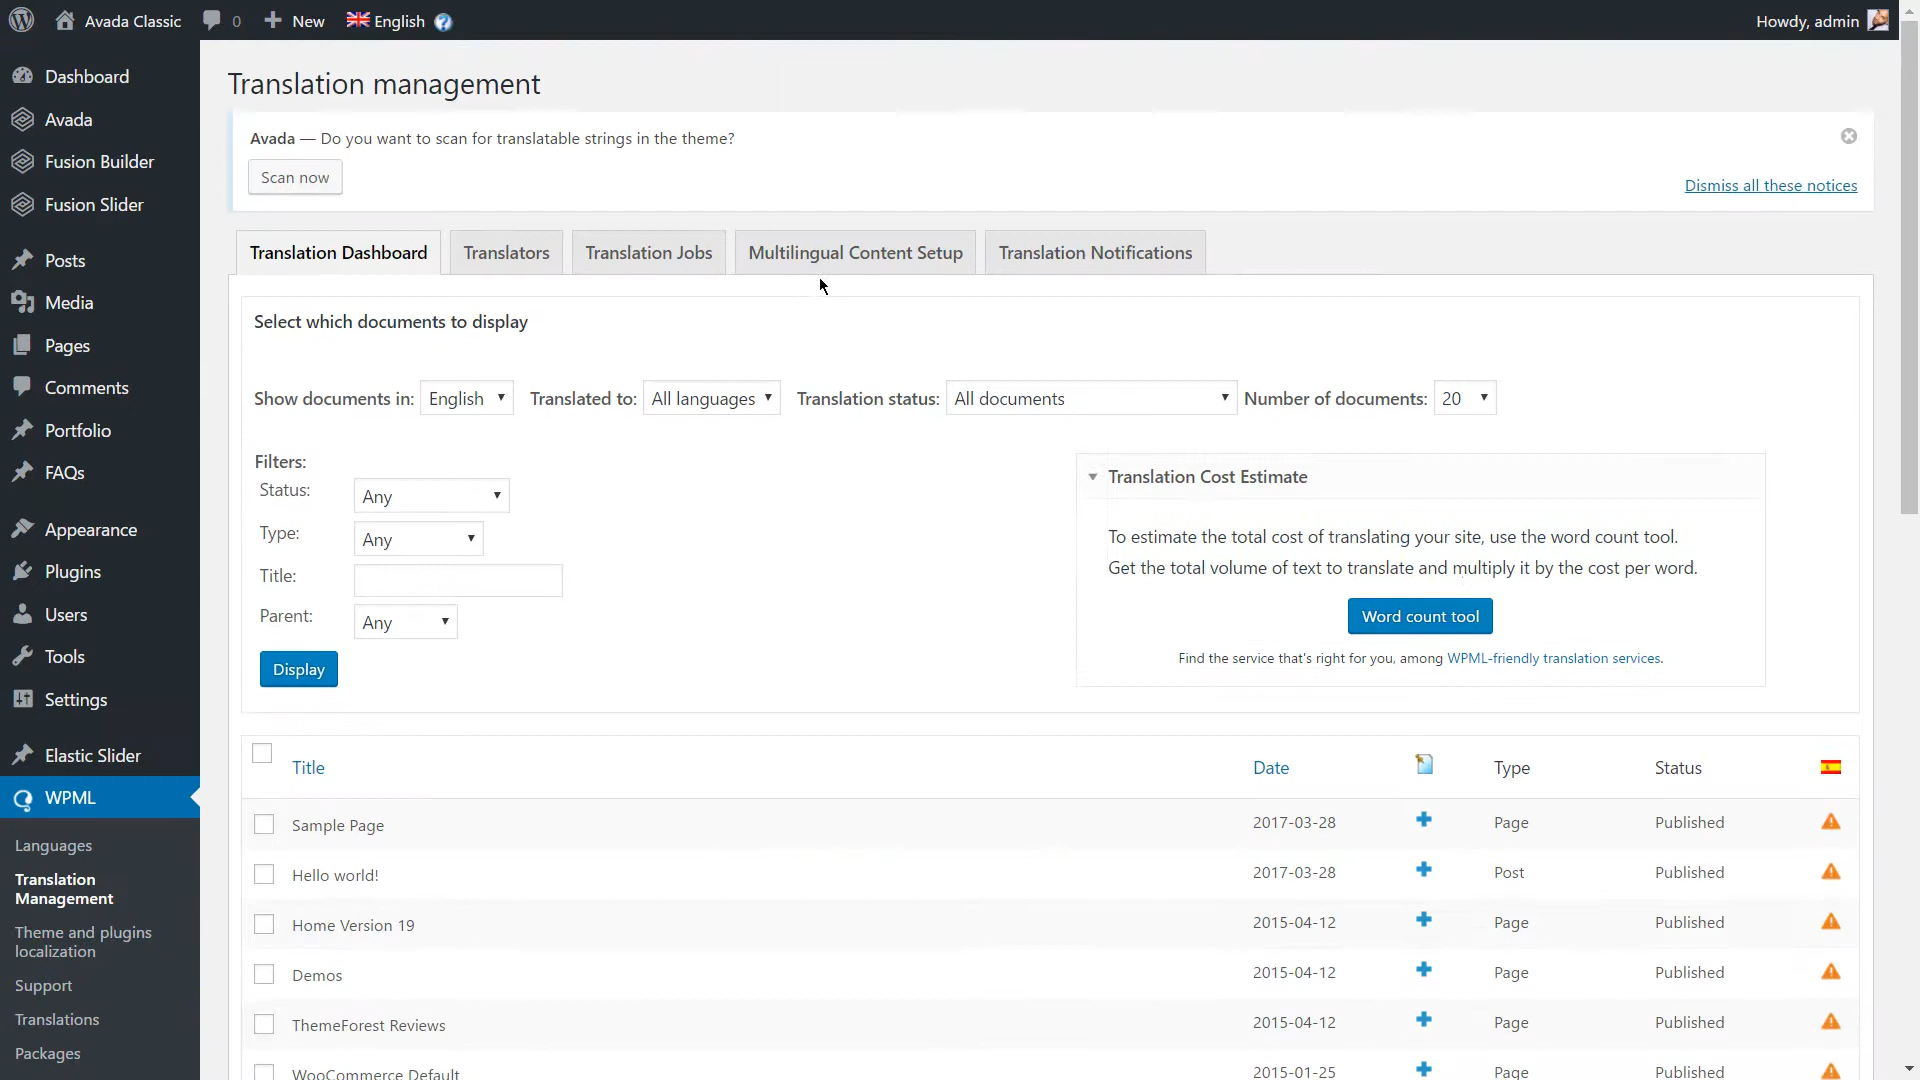 Avada Classic 0 New English ? Howdy, admin
Dashboard
Avada
Fusion Builder
Fusion Slider
Posts
Media
Pages
Comments
Portfolio
FAQs
Appearance
Plugins
Users
Tools
Settings
Elastic Slider
WPML
Languages
Translation
Management
Theme and plugins
localization
Support
Translations
Packages
Translation management
Avada — Do you want to scan for translatable strings in the theme?
Scan now
Dismiss all these notices
Translation Dashboard Translators Translation Jobs Multilingual Content Setup Translation Notifications
Select which documents to display
Show documents in: English Translated to: All languages Translation status: All documents Number of documents: 20
Filters:
Status: Any
Type: Any
Title:
Parent: Any
Display
Translation Cost Estimate
To estimate the total cost of translating your site, use the word count tool.
Get the total volume of text to translate and multiply it by the cost per word.
Word count tool
Find the service that's right for you, among WPML-friendly translation services.
Title Date Type Status
Sample Page 2017-03-28 Page Published
Hello world! 2017-03-28 Post Published
Home Version 19 2015-04-12 Page Published
Demos 2015-04-12 Page Published
ThemeForest Reviews 2015-04-12 Page Published
WooCommerce Default 2015-01-25 Page Published